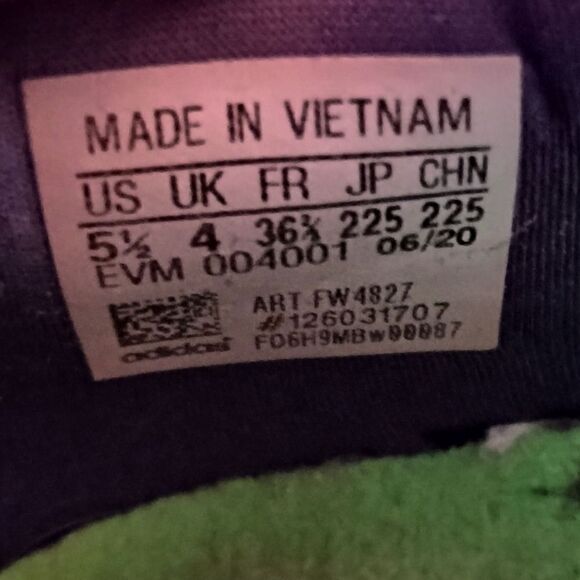 MADE IN VIETNAM
US UK FR JP CHN
5½ 4 36⅔ 225 225
EVM 004001 06/20
ART FW4827
#126031707
F06H9MBW00087
adidas